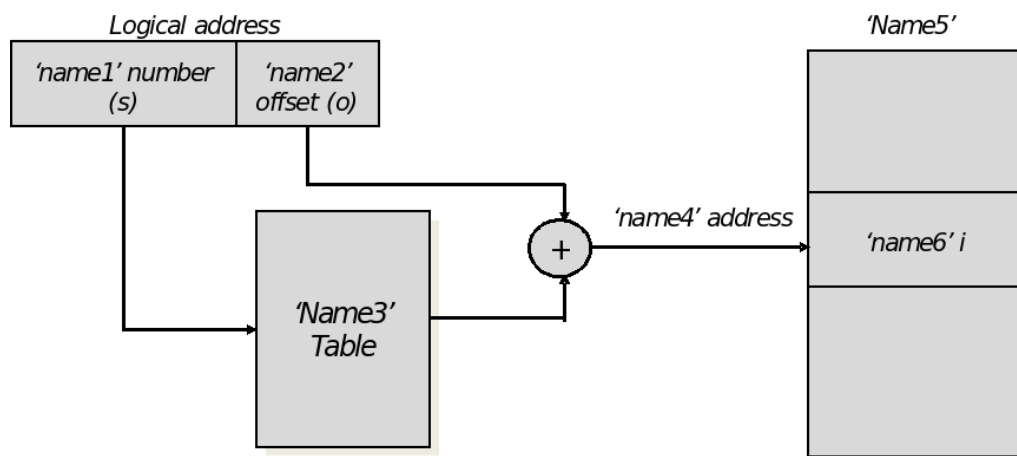 Logical address
‘Name5’
‘name1’ number
(s)
‘name2’
offset (o)
‘name4’ address
+
‘name6’ i
‘Name3’
Table